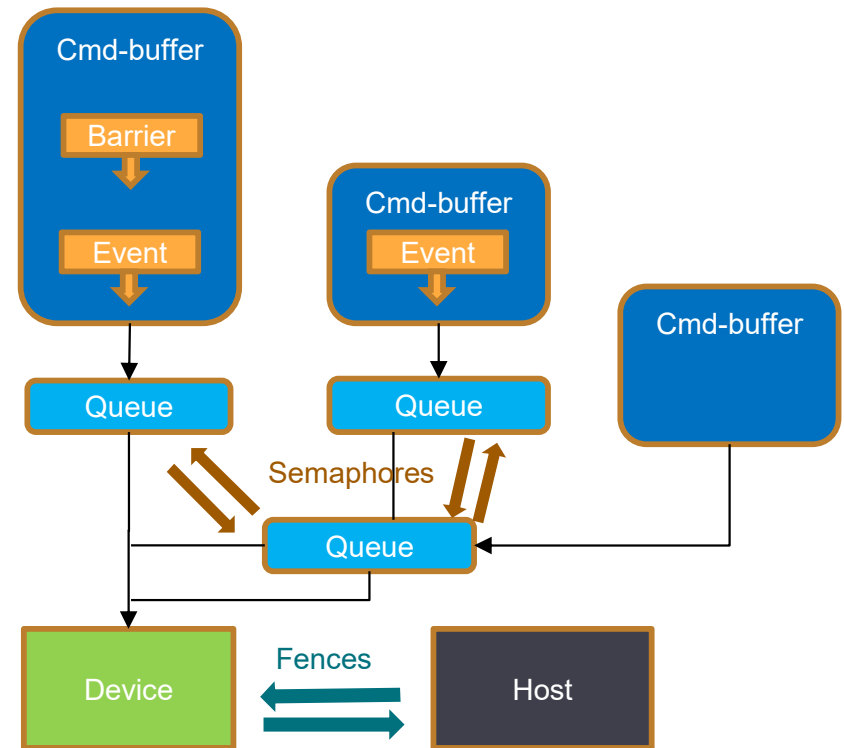 Cmd-buffer
Barrier
Event
Cmd-buffer
Event
Cmd-buffer
Queue
Queue
Semaphores
Queue
Fences
Device
Host